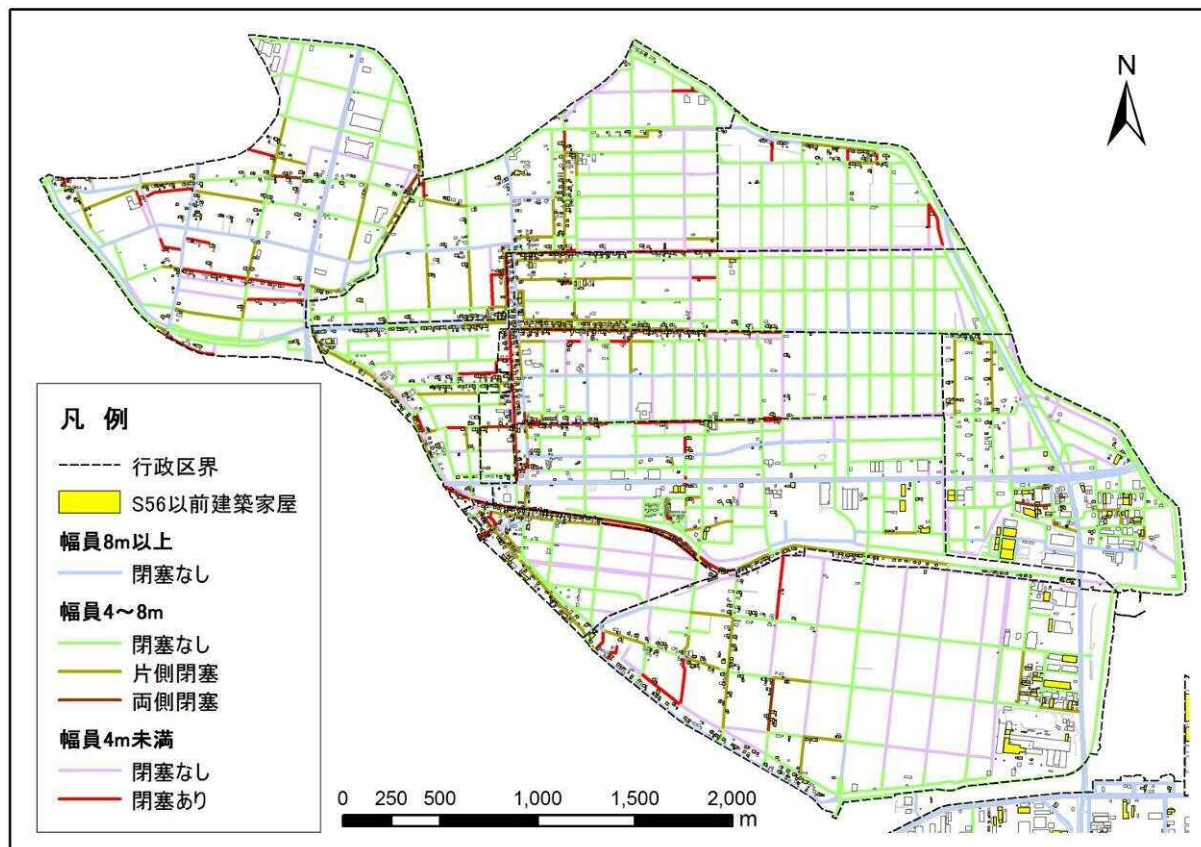 N
凡 例
行政区界
S56以前建築家屋
幅員8m以上
閉塞なし
幅員4〜8m
閉塞なし
片側閉塞
両側閉塞
幅員4m未満
閉塞なし
閉塞あり
0 250 500 1,000 1,500 2,000
m